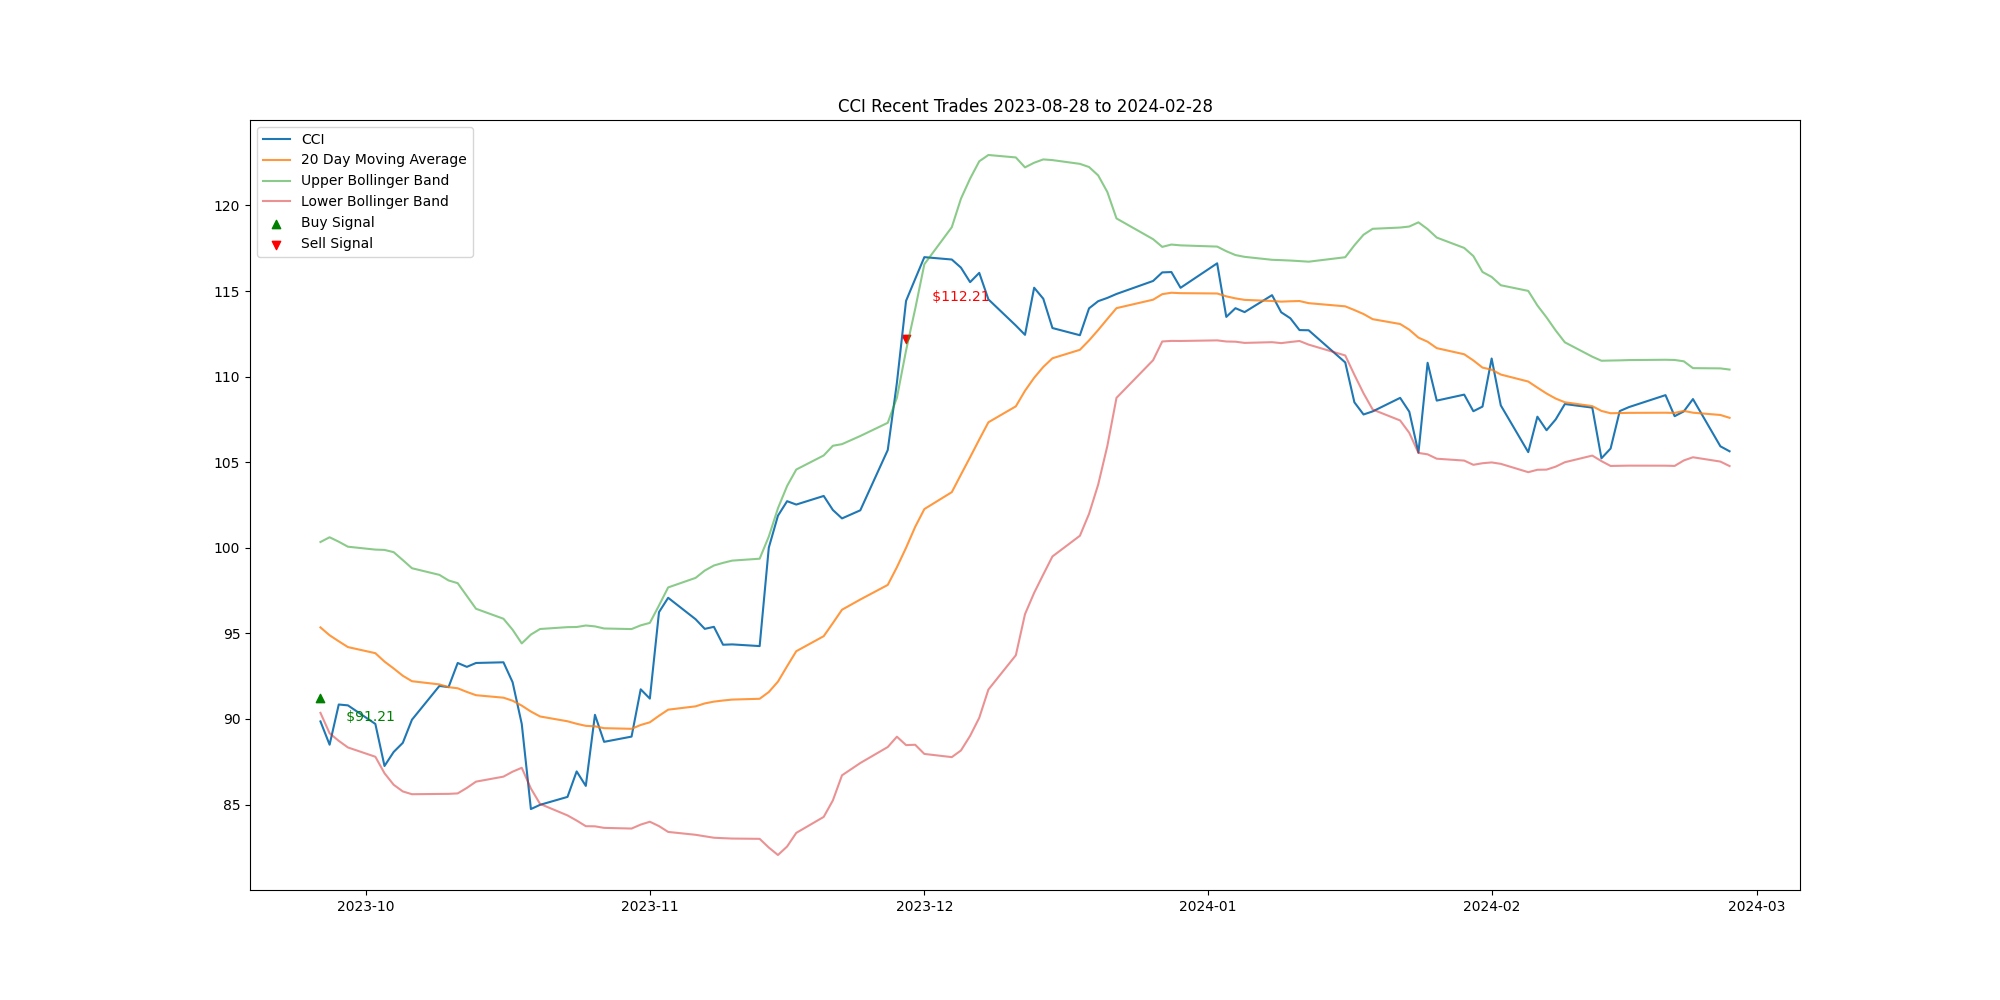 CCI Recent Trades 2023-08-28 to 2024-02-28
CCI
20 Day Moving Average
Upper Bollinger Band
Lower Bollinger Band
Buy Signal
Sell Signal
120
115
110
105
100
95
90
85
$112.21
$91.21
2023-10
2023-11
2023-12
2024-01
2024-02
2024-03